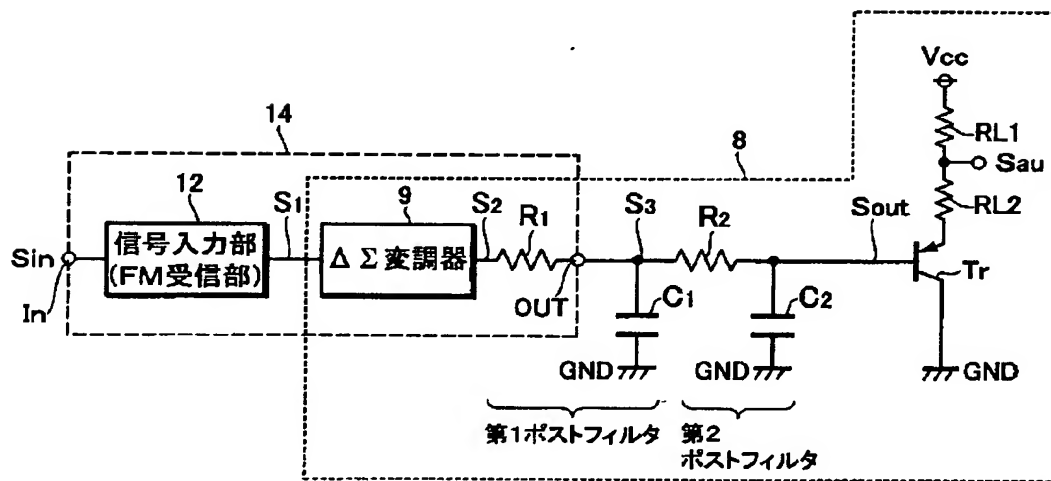 Vcc
14
RL1
8
Sau
12
9
S1
S2
R1
S3
R2
Sout
RL2
Sin
信号入力部
(FM受信部)
ΔΣ変調器
Tr
In
OUT
C1
C2
GND
GND
GND
第1ポストフィルタ
第2
ポストフィルタ